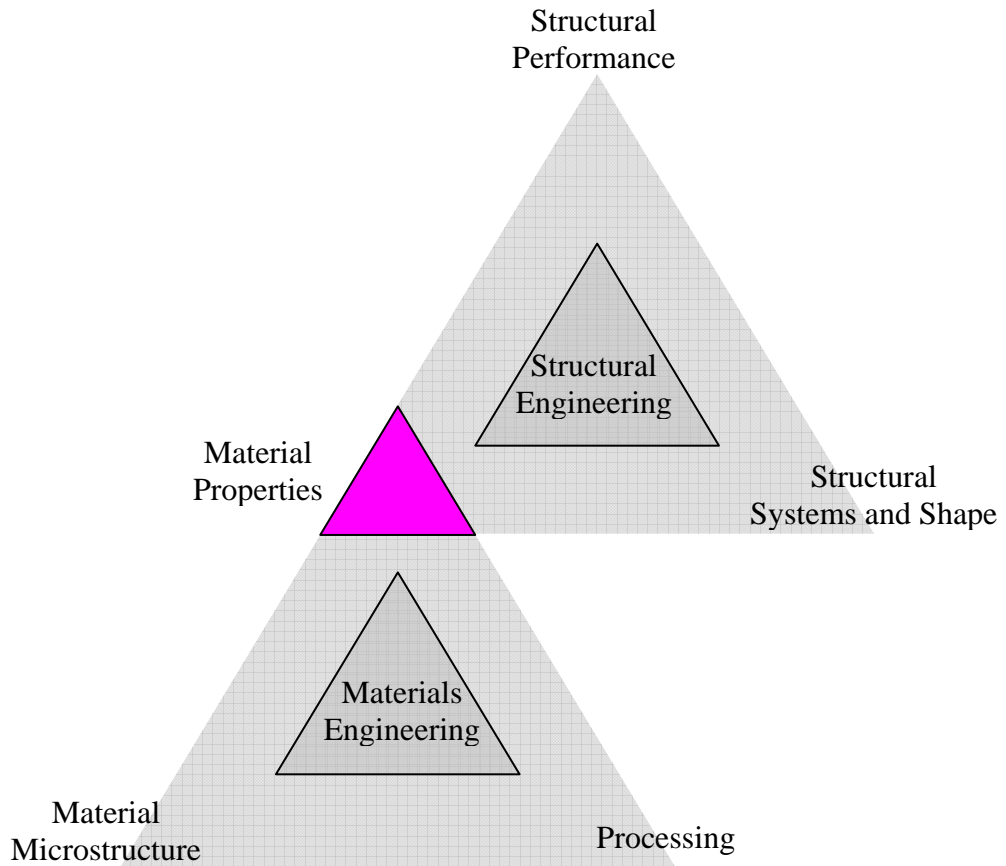 Structural
Performance
Structural
Engineering
Material
Properties
Structural
Systems and Shape
Materials
Engineering
Material
Microstructure
Processing